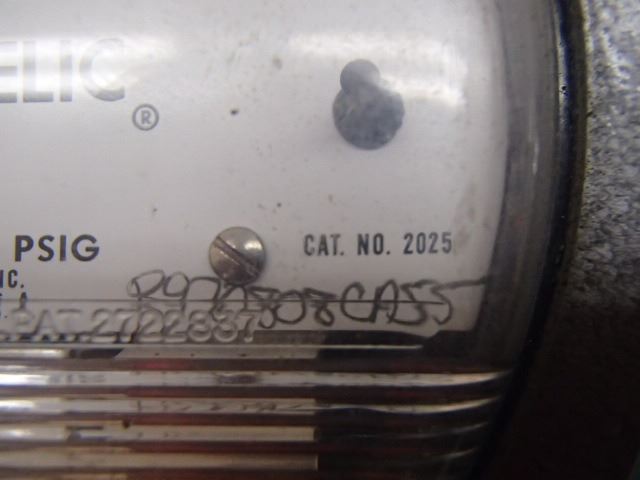 ELIC ®
PSIG
CAT. NO. 2025
NC.
.PAT.2722837